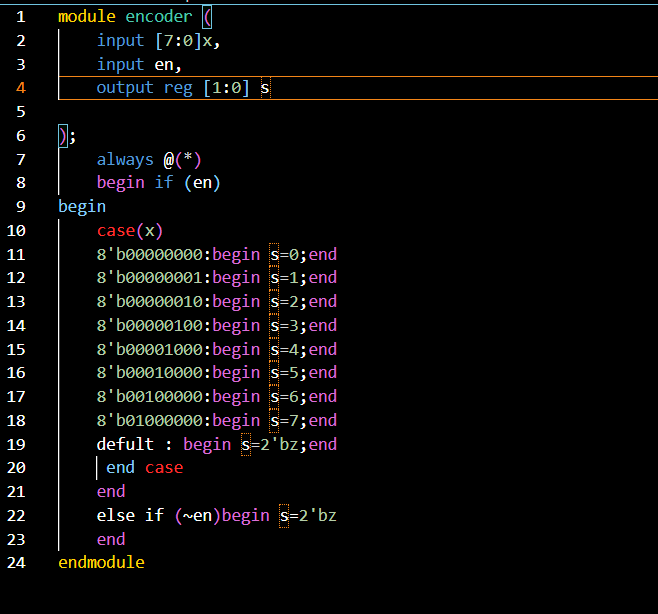 1 module encoder (
2 input [7:0]x,
3 input en,
4 output reg [1:0] s
5
6 );
7 always @(*)
8 begin if (en)
9 begin
10 case(x)
11 8'b00000000:begin s=0;end
12 8'b00000001:begin s=1;end
13 8'b00000010:begin s=2;end
14 8'b00000100:begin s=3;end
15 8'b00001000:begin s=4;end
16 8'b00010000:begin s=5;end
17 8'b00100000:begin s=6;end
18 8'b01000000:begin s=7;end
19 defult : begin s=2'bz;end
20 end case
21 end
22 else if (~en)begin s=2'bz
23 end
24 endmodule